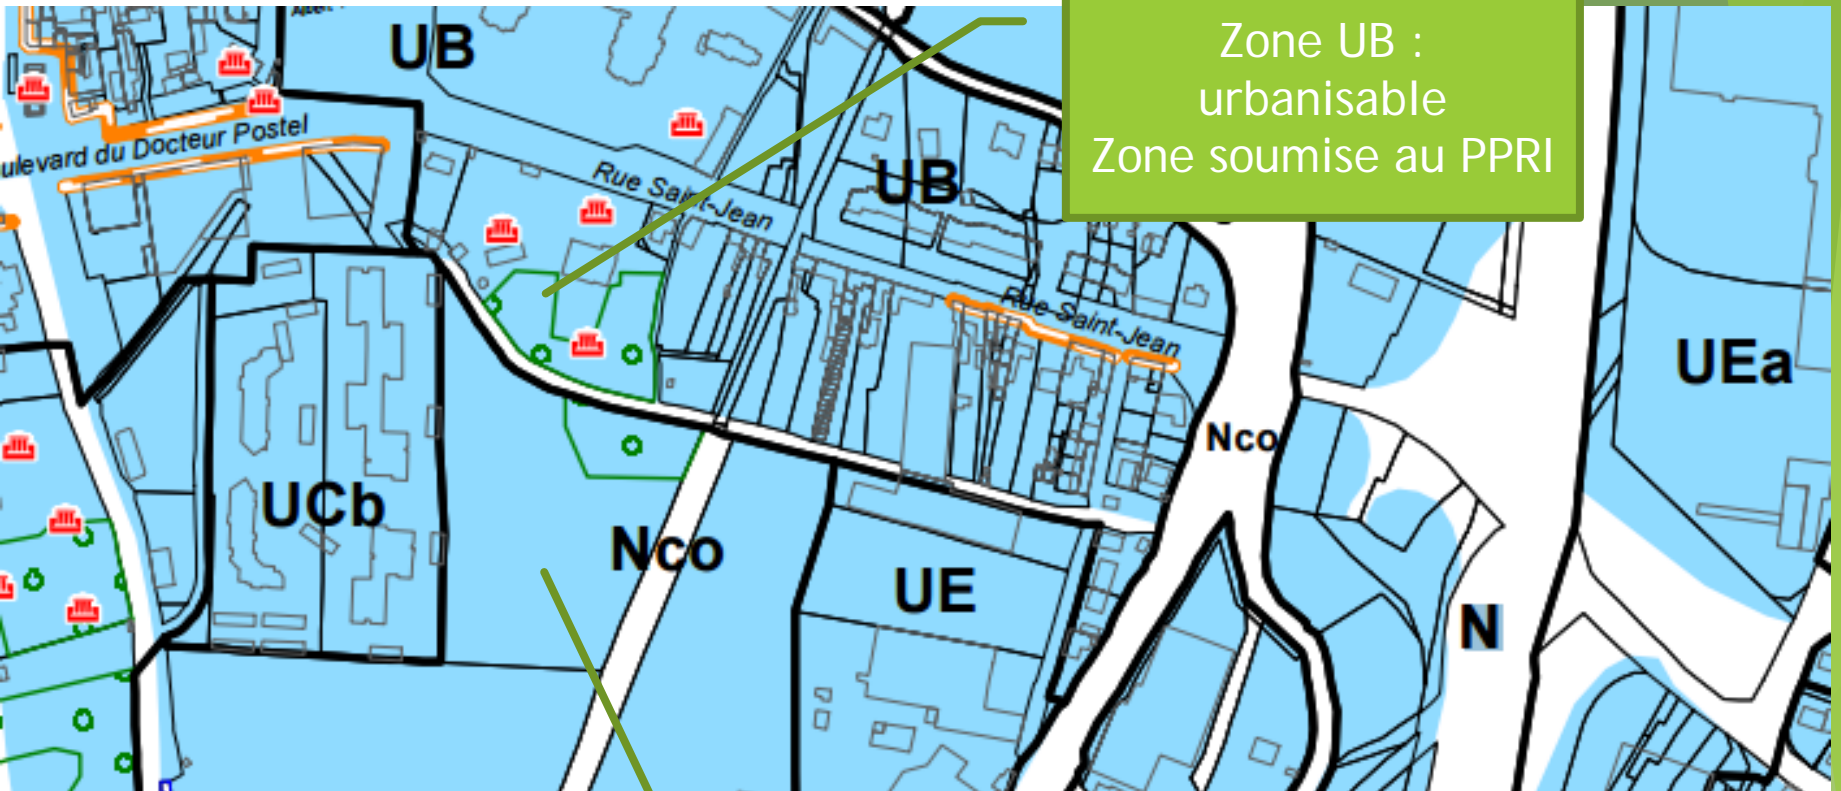 UB
Zone UB :
urbanisable
Zone soumise au PPRI
ulevard du Docteur Postel
Rue Saint-Jean
UB
Rue Saint-Jean
UEa
Nco
UCb
Nco
UE
N